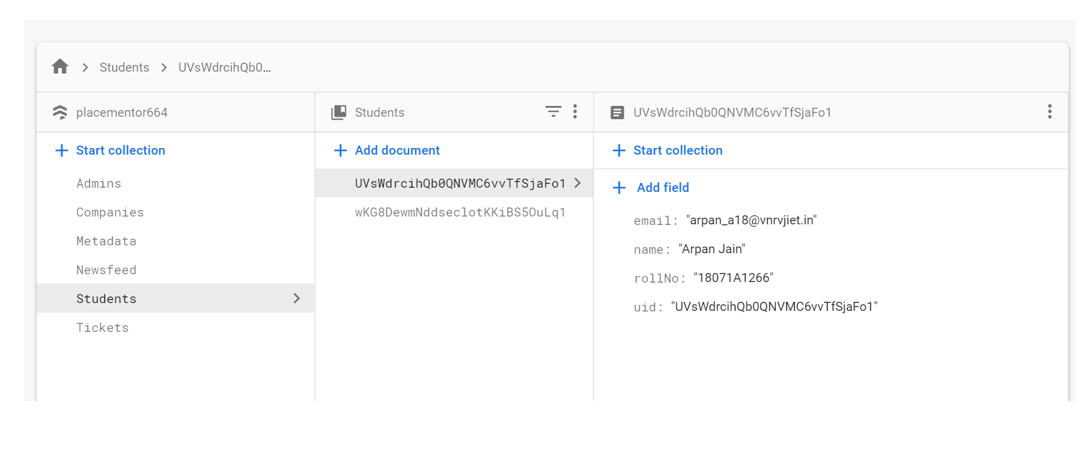 Students
UVsWdrcihQb0...
placementor664
Students
UVsWdrcihQb0QNVMC6vvTfSjaFo1
Start collection
Add document
Start collection
Admins
Companies
Metadata
Newsfeed
Students
Tickets
UVsWdrcihQb0QNVMC6vvTfSjaFo1
wKG8DewmNddseclotKKiBS5OuLq1
Add field
email: "arpan_a18@vnrvjiet.in"
name: "Arpan Jain"
rollNo: "18071A1266"
uid: "UVsWdrcihQb0QNVMC6vvTfSjaFo1"